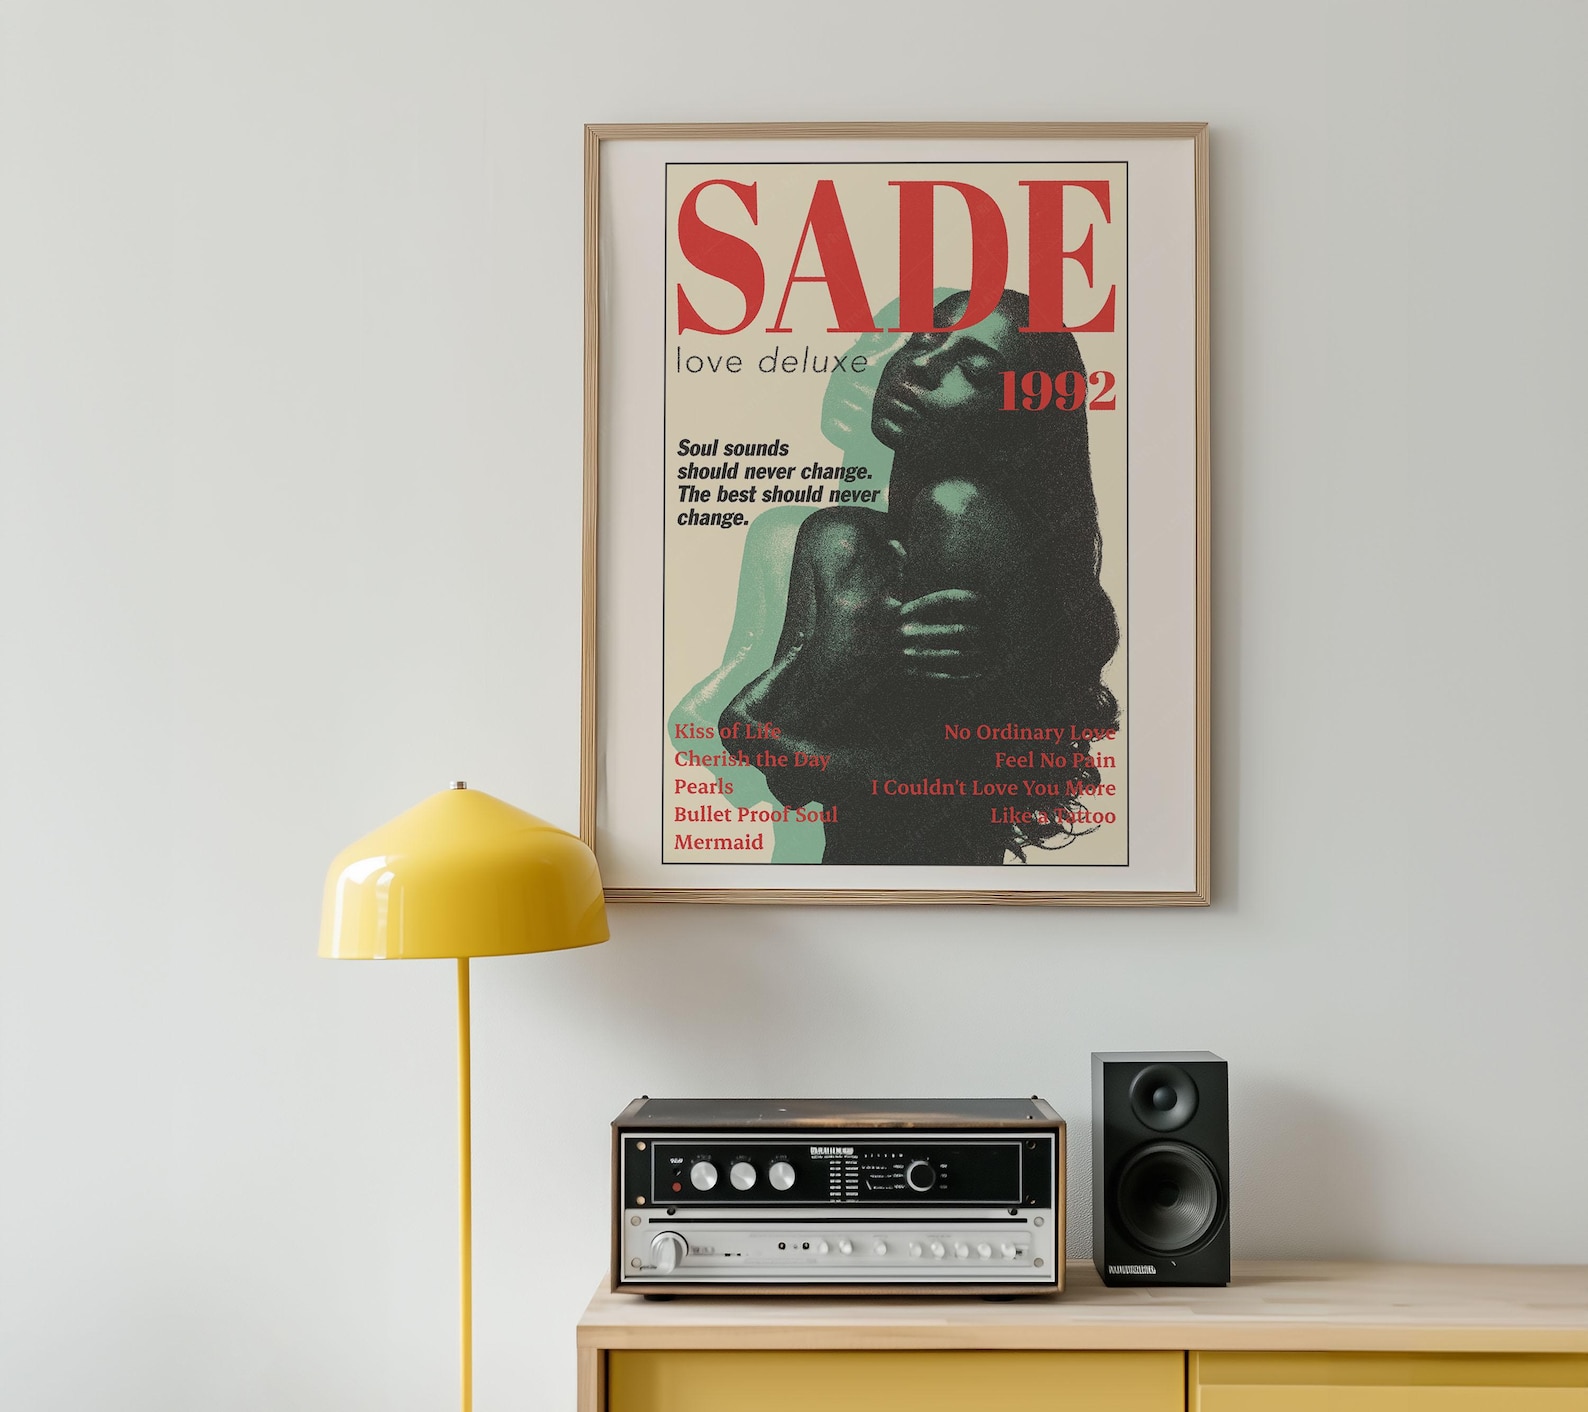 SADE
love deluxe
1992
Soul sounds
should never change.
The best should never
change.
Kiss of Life
Cherish the Day
Pearls
Bullet Proof Soul
Mermaid
No Ordinary Love
Feel No Pain
I Couldn't Love You More
Like a Tattoo